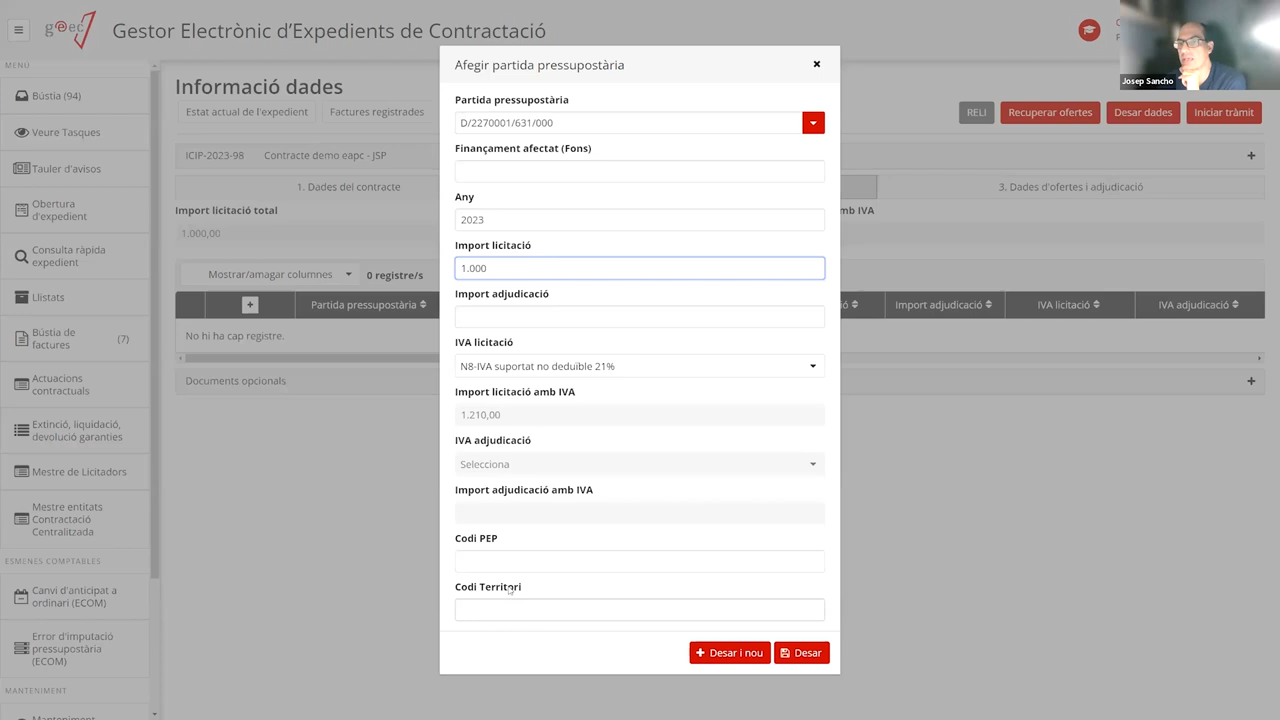 geec
Gestor Electrònic d'Expedients de Contractació
Josep Sancho
MENÚ
Bústia (94)
Veure Tasques
Tauler d'avisos
Obertura
d'expedient
Consulta ràpida
expedient
Llistats
Bústia de
factures
(7)
Actuacions
contractuals
Extinció, liquidació,
devolució garanties
Mestre de Licitadors
Mestre entitats
Contractació
Centralitzada
ESMENES COMPTABLES
Canvi d'anticipat a
ordinari (ECOM)
Error d'imputació
pressupostària
(ECOM)
MANTENIMENT
Manteniment
Informació dades
Estat actual de l'expedient
Factures registrades
RELI
Recuperar ofertes
Desar dades
Iniciar tràmit
ICIP-2023-98
Contracte demo eapc - JSP
1. Dades del contracte
3. Dades d'ofertes i adjudicació
Import licitació total
mb IVA
1.000,00
Mostrar/amagar columnes
0 registre/s
Partida pressupostària
ió
Import adjudicació
IVA licitació
IVA adjudicació
No hi ha cap registre.
Documents opcionals
Afegir partida pressupostària
Partida pressupostària
D/2270001/631/000
Finançament afectat (Fons)
Any
2023
Import licitació
1.000
Import adjudicació
IVA licitació
N8-IVA suportat no deduïble 21%
Import licitació amb IVA
1.210,00
IVA adjudicació
Selecciona
Import adjudicació amb IVA
Codi PEP
Codi Territori
Desar i nou
Desar